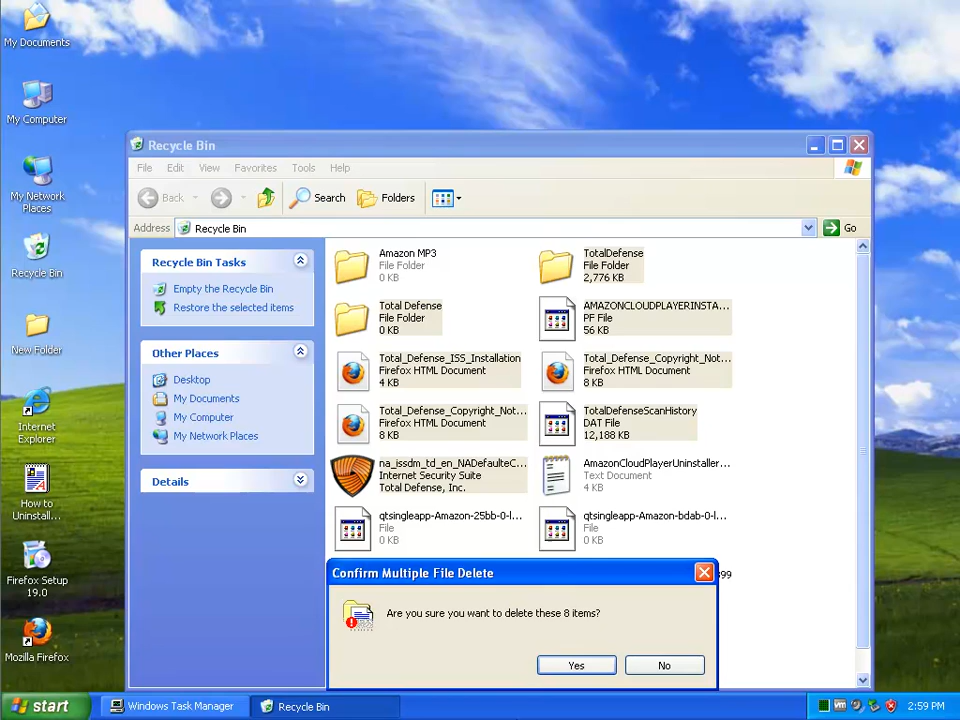 My Documents
My Computer
My Network
Places
Recycle Bin
New Folder
Internet
Explorer
How to
Uninstall...
Firefox Setup
19.0
Mozilla Firefox
Recycle Bin
File Edit View Favorites Tools Help
Back Search Folders
Address Recycle Bin Go
Recycle Bin Tasks
Empty the Recycle Bin
Restore the selected items
Other Places
Desktop
My Documents
My Computer
My Network Places
Details
Amazon MP3
File Folder
0 KB
TotalDefense
File Folder
2,776 KB
Total Defense
File Folder
0 KB
AMAZONCLOUDPLAYERINSTA...
PF File
56 KB
Total_Defense_ISS_Installation
Firefox HTML Document
4 KB
Total_Defense_Copyright_Not...
Firefox HTML Document
8 KB
Total_Defense_Copyright_Not...
Firefox HTML Document
8 KB
TotalDefenseScanHistory
DAT File
12,188 KB
na_issdm_td_en_NADefaulteC...
Internet Security Suite
Total Defense, Inc.
AmazonCloudPlayerUninstaller...
Text Document
4 KB
qtsingleapp-Amazon-25bb-0-l...
File
0 KB
qtsingleapp-Amazon-bdab-0-l...
File
0 KB
99
Confirm Multiple File Delete
Are you sure you want to delete these 8 items?
Yes No
start Windows Task Manager Recycle Bin vm 2:59 PM